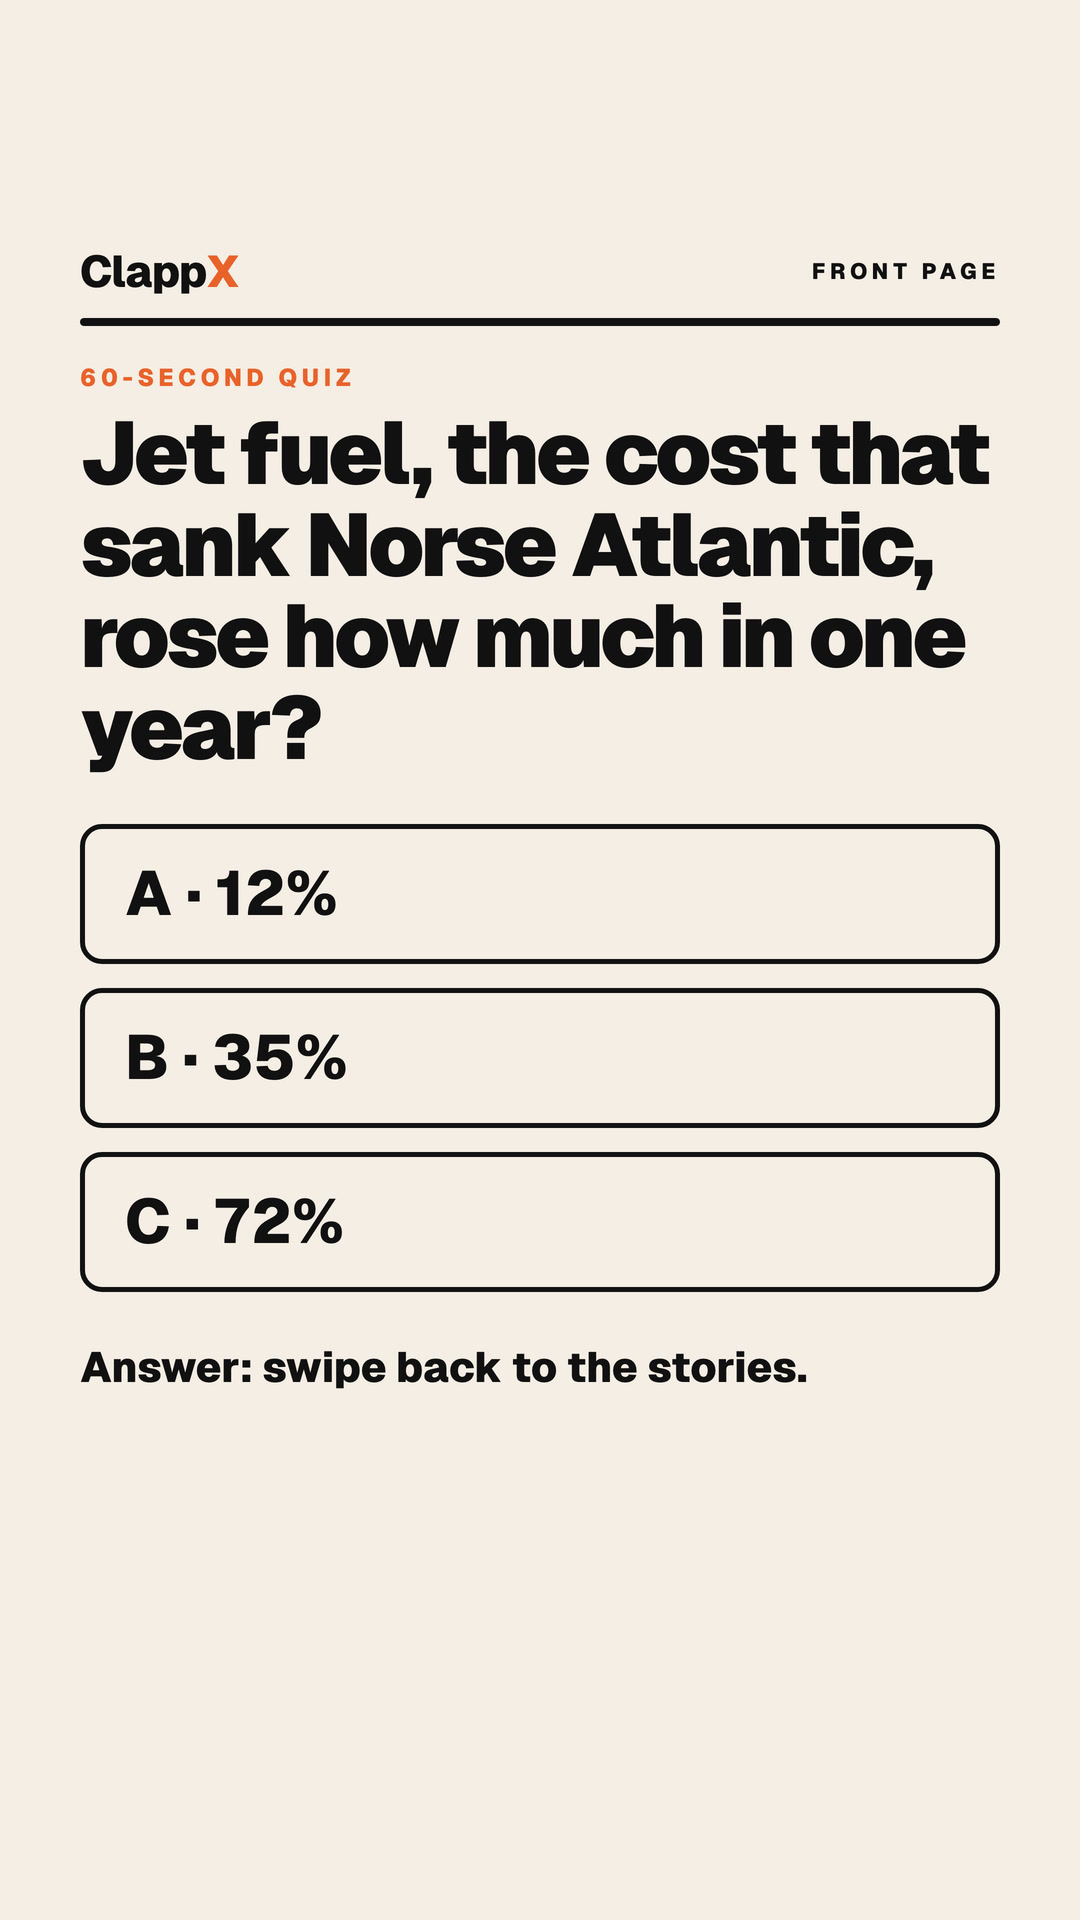 ClappX
FRONT PAGE
60-SECOND QUIZ
Jet fuel, the cost that
sank Norse Atlantic,
rose how much in one
year?
A · 12%
B · 35%
C · 72%
Answer: swipe back to the stories.